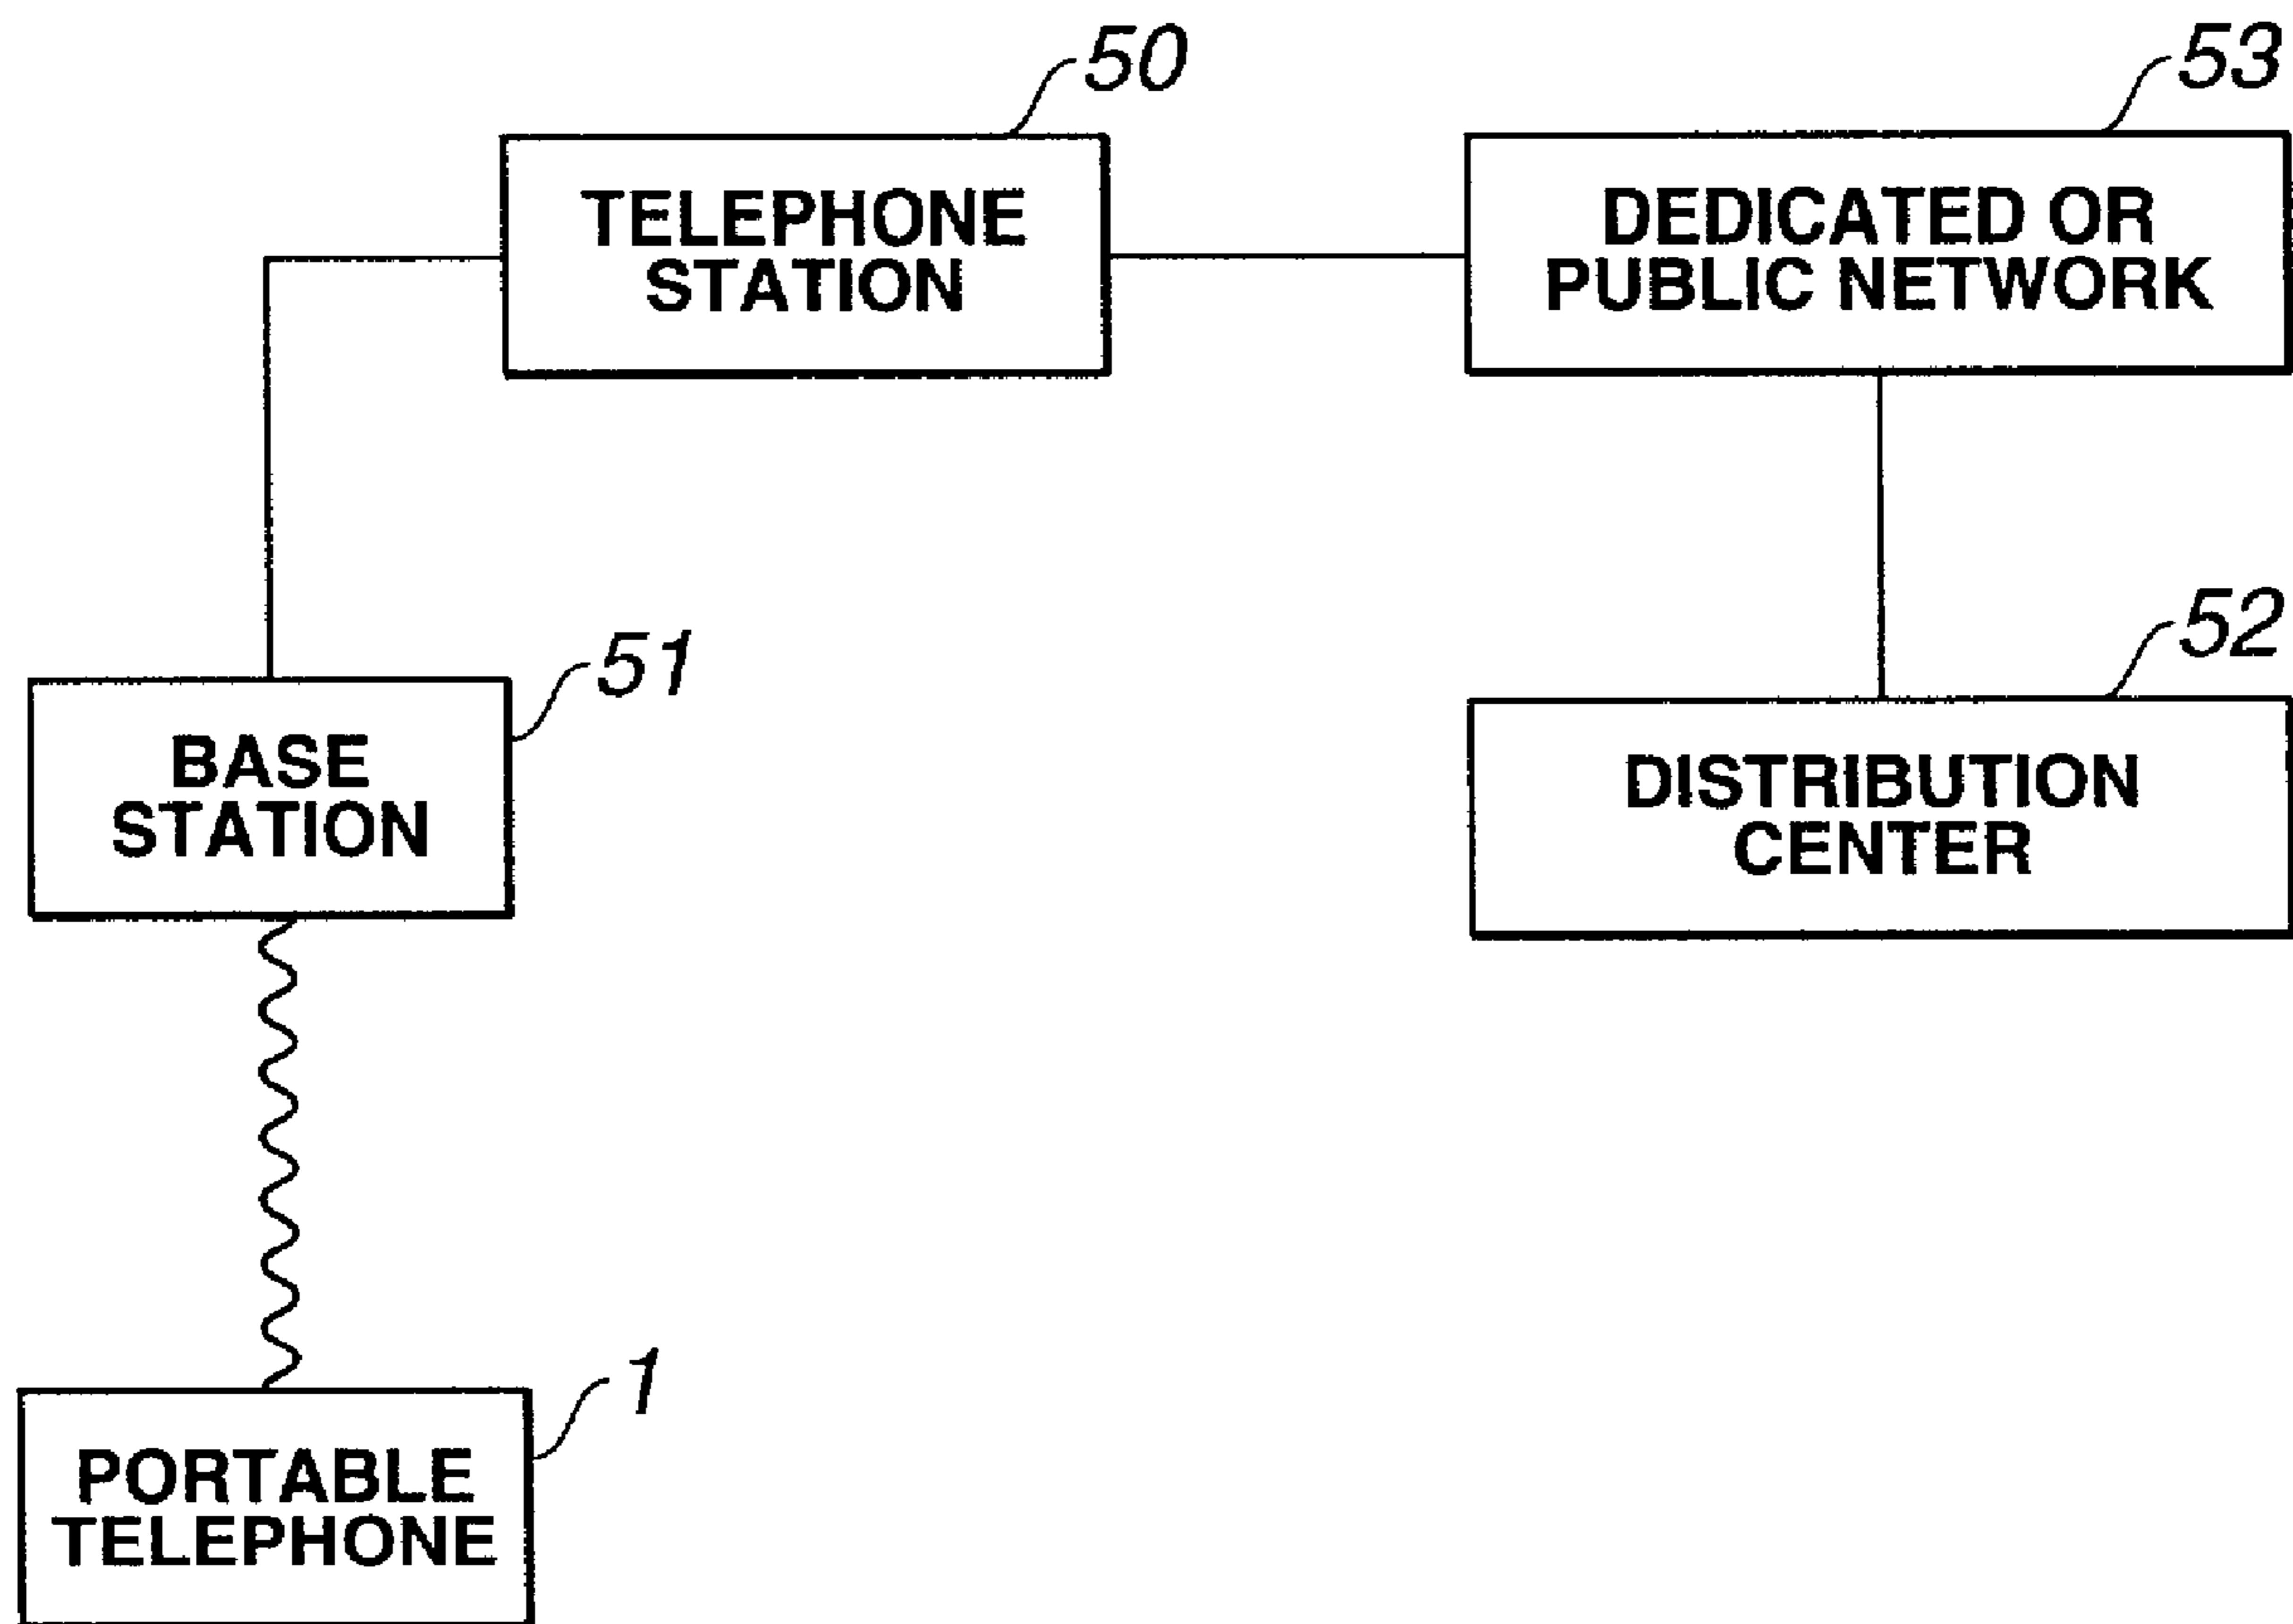 50
TELEPHONE
STATION
53
DEDICATED OR
PUBLIC NETWORK
51
BASE
STATION
52
DISTRIBUTION
CENTER
1
PORTABLE
TELEPHONE